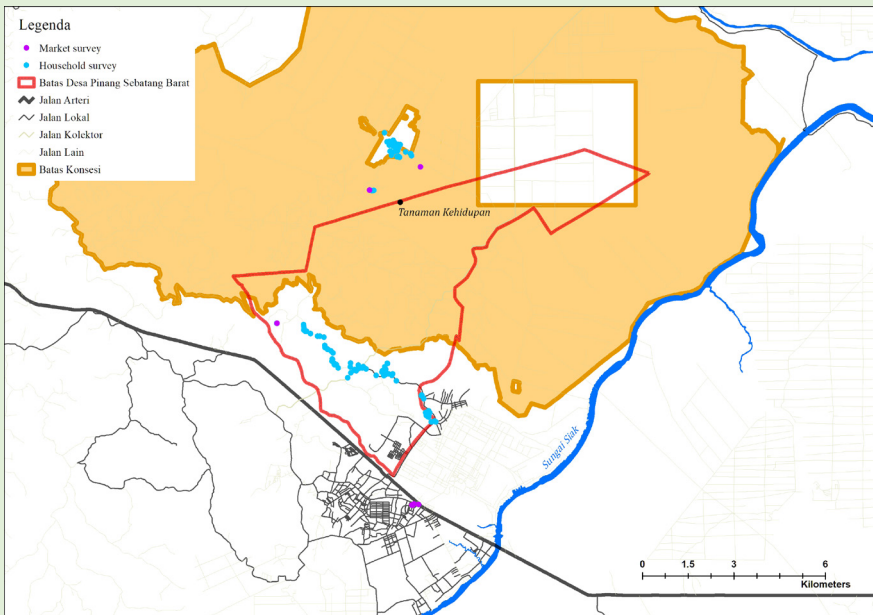 Legenda
Market survey
Household survey
Batas Desa Pinang Sebatang Barat
Jalan Arteri
Jalan Lokal
Jalan Kolektor
Jalan Lain
Batas Konsesi
Tanaman Kehidupan
Sungai Siak
0 1.5 3 6
Kilometers